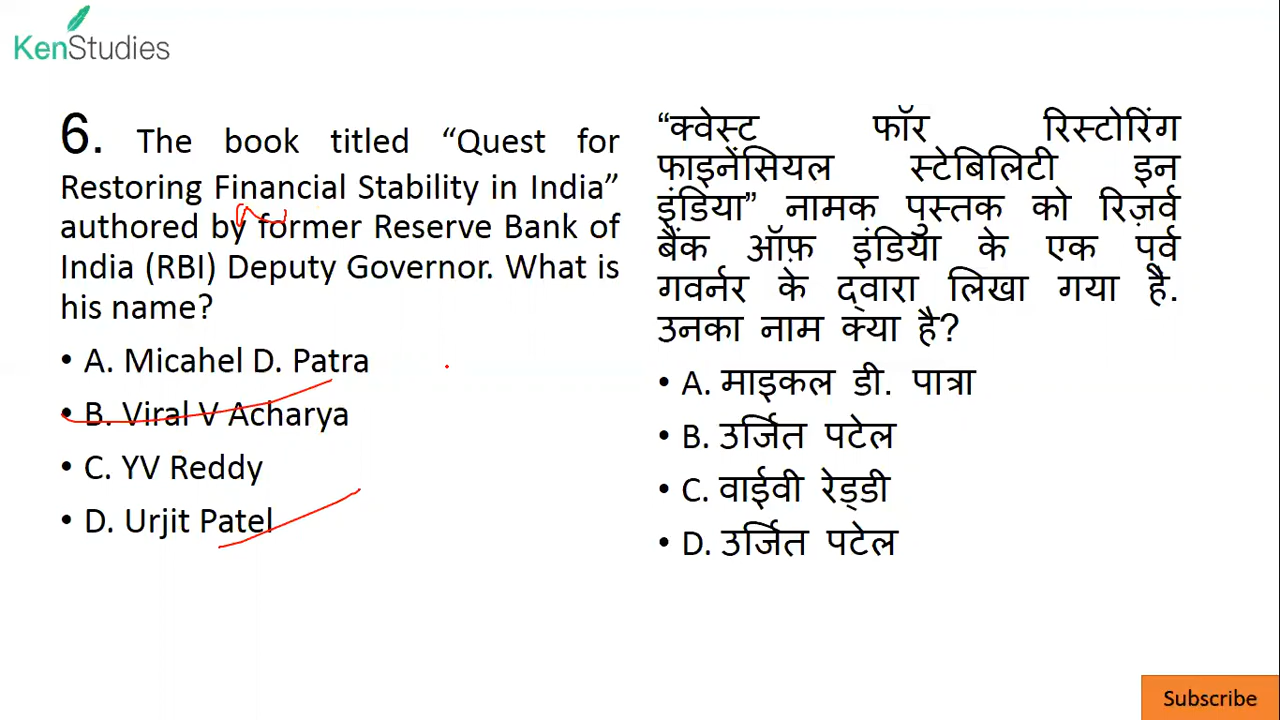 KenStudies
6. The book titled “Quest for
Restoring Financial Stability in India”
authored by former Reserve Bank of
India (RBI) Deputy Governor. What is
his name?
• A. Micahel D. Patra
• B. Viral V Acharya
• C. YV Reddy
• D. Urjit Patel
“क्वेस्ट फॉर रिस्टोरिंग
फाइनेंसियल स्टेबिलिटी इन
इंडिया” नामक पुस्तक को रिज़र्व
बैंक ऑफ़ इंडिया के एक पूर्व
गवर्नर के द्वारा लिखा गया है.
उनका नाम क्या है?
• A. माइकल डी. पात्रा
• B. उर्जित पटेल
• C. वाईवी रेड्डी
• D. उर्जित पटेल
Subscribe